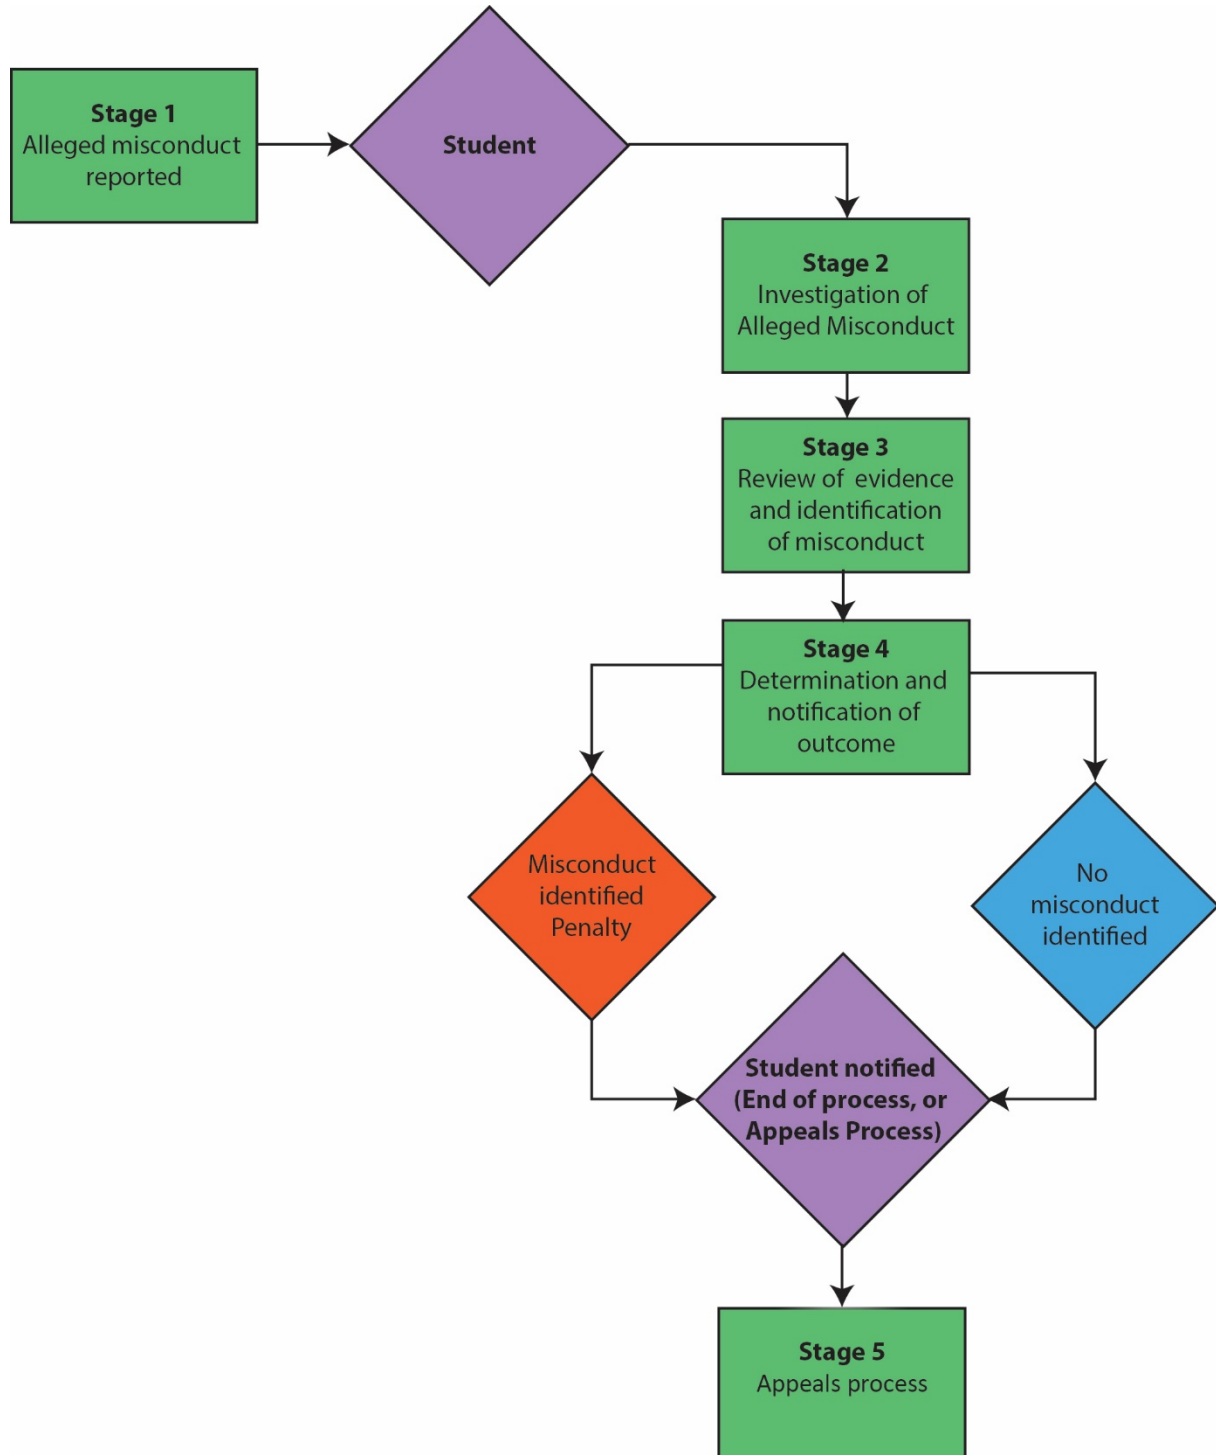 Stage 1
Alleged misconduct
reported
Student
Stage 2
Investigation of
Alleged Misconduct
Stage 3
Review of evidence
and identification
of misconduct
Stage 4
Determination and
notification of
outcome
Misconduct
identified
Penalty
No
misconduct
identified
Student notified
(End of process, or
Appeals Process)
Stage 5
Appeals process